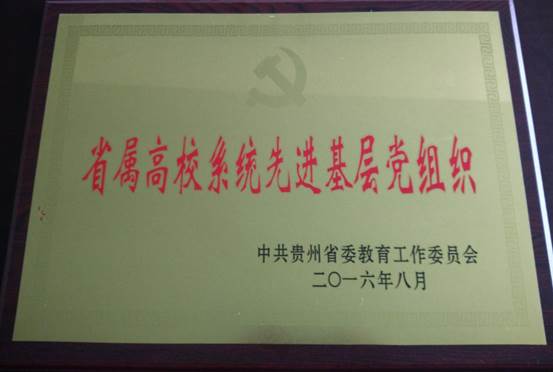 省属高校系统先进基层党组织
中共贵州省委教育工作委员会
二〇一六年八月